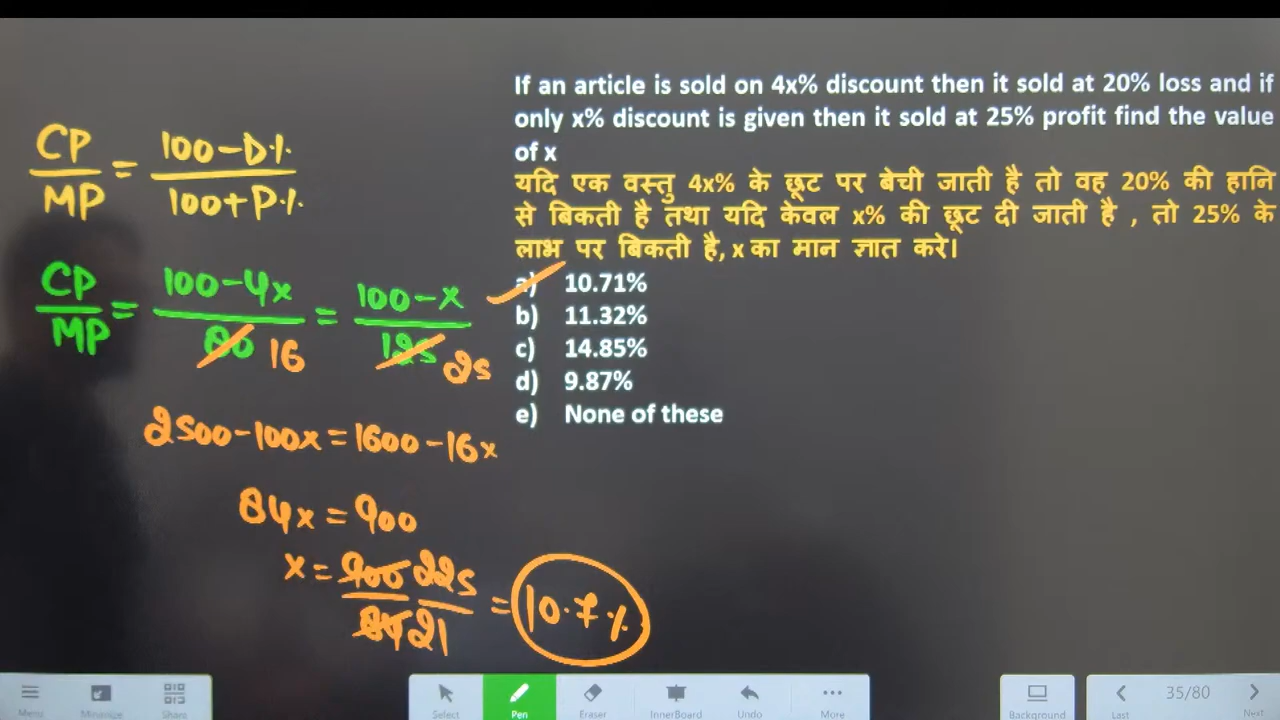 If an article is sold on 4x% discount then it sold at 20% loss and if
only x% discount is given then it sold at 25% profit find the value
of x
यदि एक वस्तु 4x% के छूट पर बेची जाती है तो वह 20% की हानि
से बिकती है तथा यदि केवल x% की छूट दी जाती है , तो 25% के
लाभ पर बिकती है, x का मान ज्ञात करे।
a) 10.71%
b) 11.32%
c) 14.85%
d) 9.87%
e) None of these
CP/MP = 100-D%/100+P%
CP/MP = 100-4x/80 16 = 100-x/125 25
2500-100x = 1600-16x
84x = 900
x = 900/84 225/21 = 10.7%
Menu Minimize Share Select Pen Eraser InnerBoard Undo More Background Last 35/80 Next